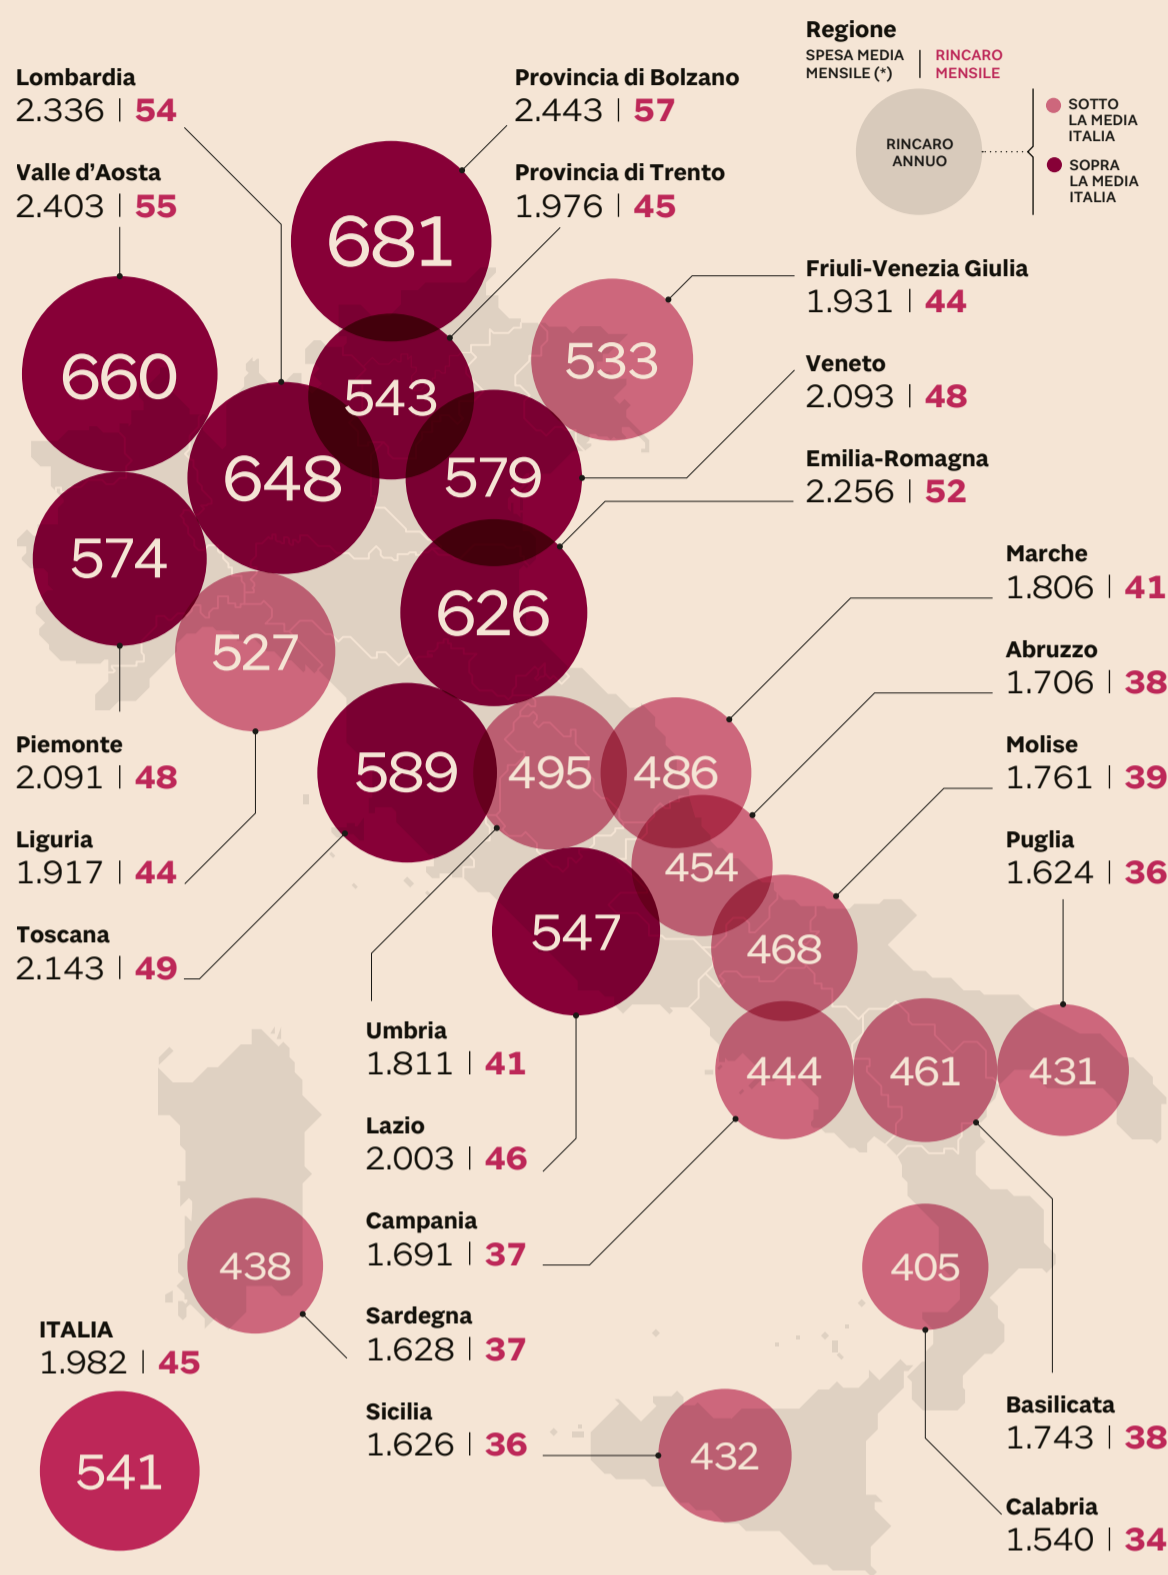 Regione
SPESA MEDIA
MENSILE (*)
RINCARO
MENSILE
RINCARO
ANNUO
SOTTO
LA MEDIA
ITALIA
SOPRA
LA MEDIA
ITALIA
Lombardia
2.336 | 54
Provincia di Bolzano
2.443 | 57
Valle d'Aosta
2.403 | 55
Provincia di Trento
1.976 | 45
Friuli-Venezia Giulia
1.931 | 44
Veneto
2.093 | 48
Emilia-Romagna
2.256 | 52
Marche
1.806 | 41
Abruzzo
1.706 | 38
Molise
1.761 | 39
Puglia
1.624 | 36
681
660
543
533
648
579
574
626
527
589
495
486
454
547
468
444
461
431
438
405
432
Piemonte
2.091 | 48
Liguria
1.917 | 44
Toscana
2.143 | 49
Umbria
1.811 | 41
Lazio
2.003 | 46
Campania
1.691 | 37
Sardegna
1.628 | 37
Sicilia
1.626 | 36
Basilicata
1.743 | 38
Calabria
1.540 | 34
ITALIA
1.982 | 45
541